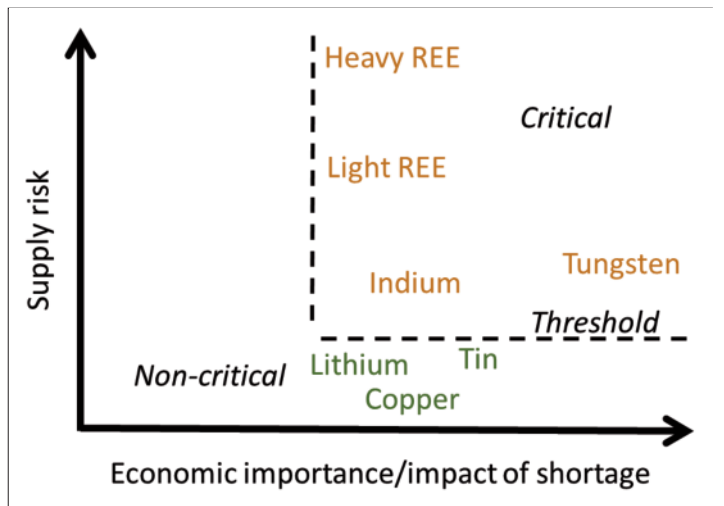 Heavy REE
Critical
Light REE
Supply risk
Tungsten
Indium
Threshold
Tin
Lithium
Non-critical
Copper
Economic importance/impact of shortage